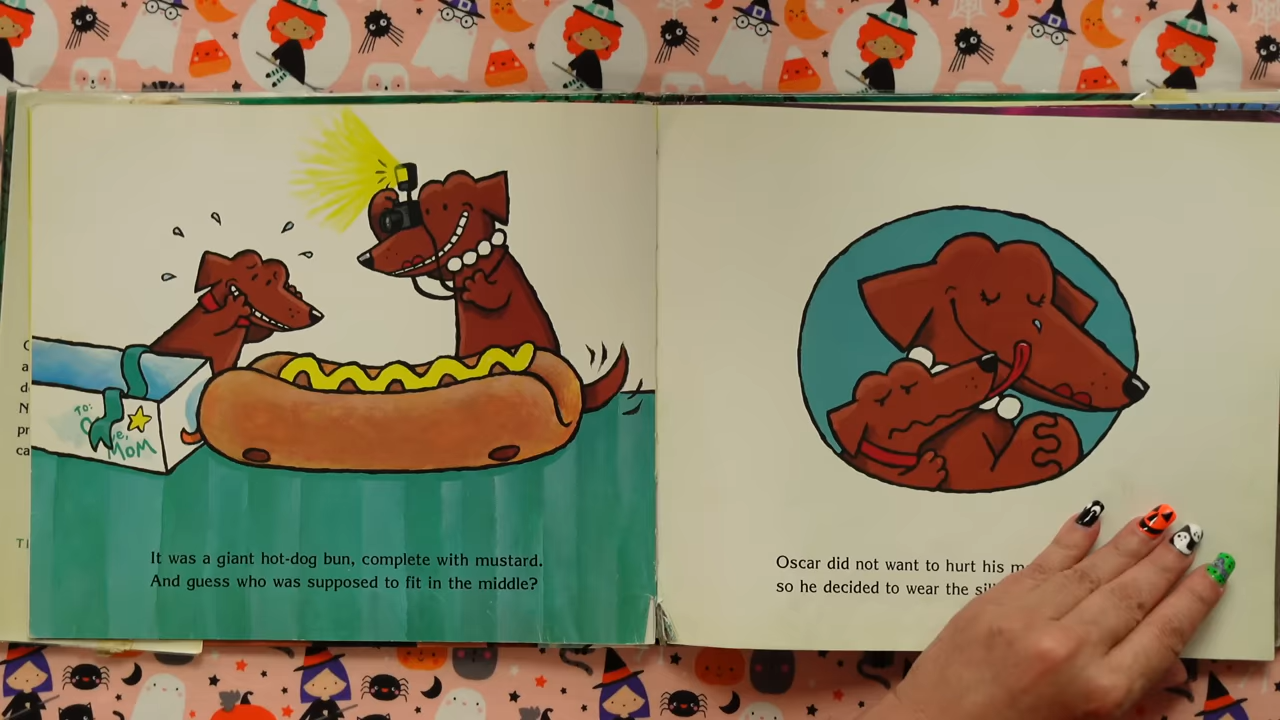 It was a giant hot-dog bun, complete with mustard.
And guess who was supposed to fit in the middle?
Oscar did not want to hurt his
so he decided to wear the
TO:
MOM